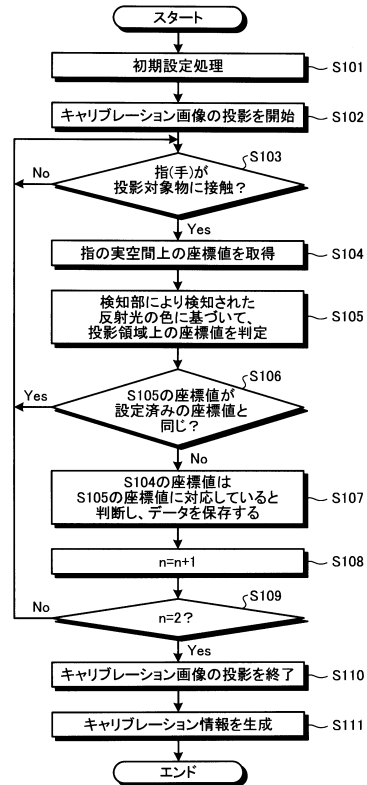 スタート
初期設定処理
S101
キャリブレーション画像の投影を開始
S102
S103
指(手)が
投影対象物に接触?
No
Yes
指の実空間上の座標値を取得
S104
検知部により検知された
反射光の色に基づいて、
投影領域上の座標値を判定
S105
S106
S105の座標値が
設定済みの座標値と
同じ?
Yes
No
S104の座標値は
S105の座標値に対応していると
判断し、データを保存する
S107
n=n+1
S108
S109
n=2?
No
Yes
キャリブレーション画像の投影を終了
S110
キャリブレーション情報を生成
S111
エンド